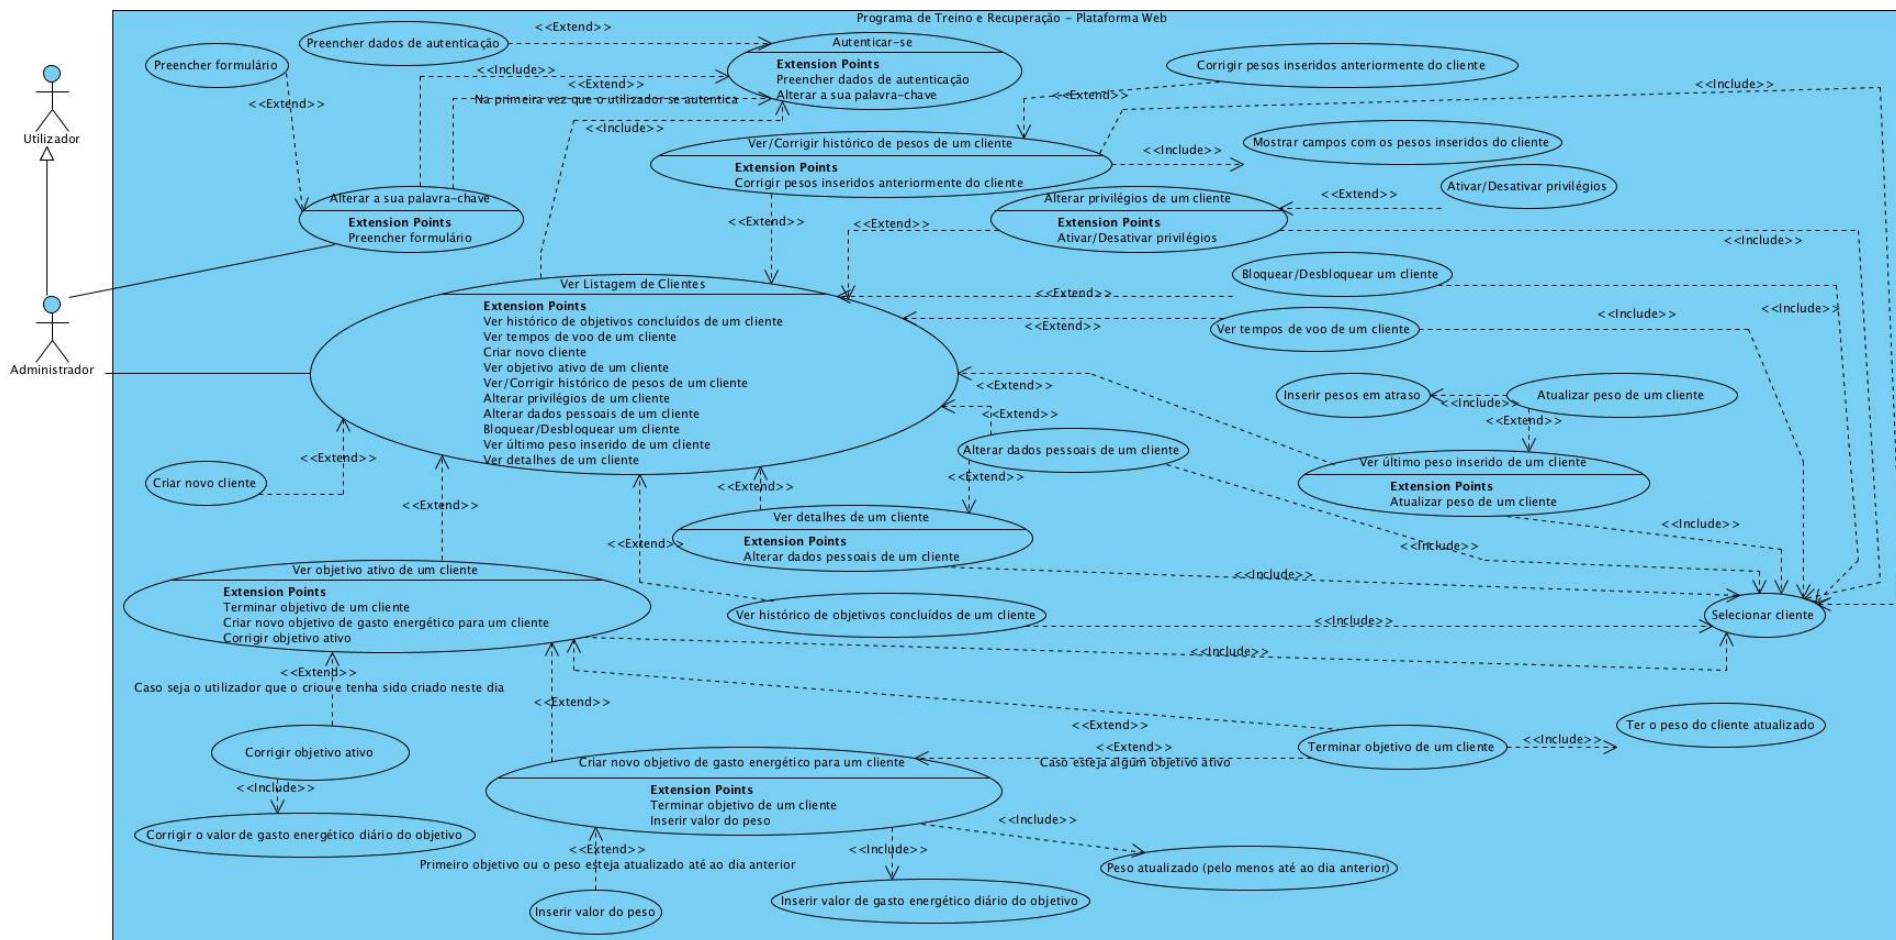 Programa de Treino e Recuperação - Plataforma Web
<<Extend>>
Preencher dados de autenticação
Autenticar-se
Extension Points
Preencher dados de autenticação
Alterar a sua palavra-chave
Preencher formulário
<<Include>>
<<Extend>>
Na primeira vez que o utilizador se autentica
<<Extend>>
<<Include>>
Corrigir pesos inseridos anteriormente do cliente
<<Extend>>
<<Include>>
Utilizador
Ver/Corrigir histórico de pesos de um cliente
Extension Points
Corrigir pesos inseridos anteriormente do cliente
<<Include>>
Mostrar campos com os pesos inseridos do cliente
Alterar a sua palavra-chave
Extension Points
Preencher formulário
<<Extend>>
<<Extend>>
Alterar privilégios de um cliente
Extension Points
Ativar/Desativar privilégios
<<Extend>>
Ativar/Desativar privilégios
<<Include>>
Ver Listagem de Clientes
Extension Points
Ver histórico de objetivos concluídos de um cliente
Ver tempos de voo de um cliente
Criar novo cliente
Ver objetivo ativo de um cliente
Ver/Corrigir histórico de pesos de um cliente
Alterar privilégios de um cliente
Alterar dados pessoais de um cliente
Bloquear/Desbloquear um cliente
Ver último peso inserido de um cliente
Ver detalhes de um cliente
Administrador
<<Extend>>
Bloquear/Desbloquear um cliente
<<Include>>
<<Extend>>
Ver tempos de voo de um cliente
<<Include>>
<<Extend>>
<<Extend>>
Inserir pesos em atraso
<<Include>>
Atualizar peso de um cliente
<<Extend>>
Alterar dados pessoais de um cliente
Ver último peso inserido de um cliente
Extension Points
Atualizar peso de um cliente
<<Extend>>
Criar novo cliente
<<Extend>>
<<Extend>>
<<Extend>>
Ver detalhes de um cliente
Extension Points
Alterar dados pessoais de um cliente
<<Extend>>
<<Include>>
<<Include>>
<<Include>>
Ver objetivo ativo de um cliente
Extension Points
Terminar objetivo de um cliente
Criar novo objetivo de gasto energético para um cliente
Corrigir objetivo ativo
Ver histórico de objetivos concluídos de um cliente
<<Include>>
Selecionar cliente
<<Include>>
<<Extend>>
Caso seja o utilizador que o criou e tenha sido criado neste dia
<<Extend>>
<<Extend>>
Ter o peso do cliente atualizado
<<Include>>
Corrigir objetivo ativo
Terminar objetivo de um cliente
<<Extend>>
Caso esteja algum objetivo ativo
Criar novo objetivo de gasto energético para um cliente
Extension Points
Terminar objetivo de um cliente
Inserir valor do peso
<<Include>>
Corrigir o valor de gasto energético diário do objetivo
<<Include>>
<<Extend>>
Primeiro objetivo ou o peso esteja atualizado até ao dia anterior
<<Include>>
Peso atualizado (pelo menos até ao dia anterior)
Inserir valor do peso
Inserir valor de gasto energético diário do objetivo